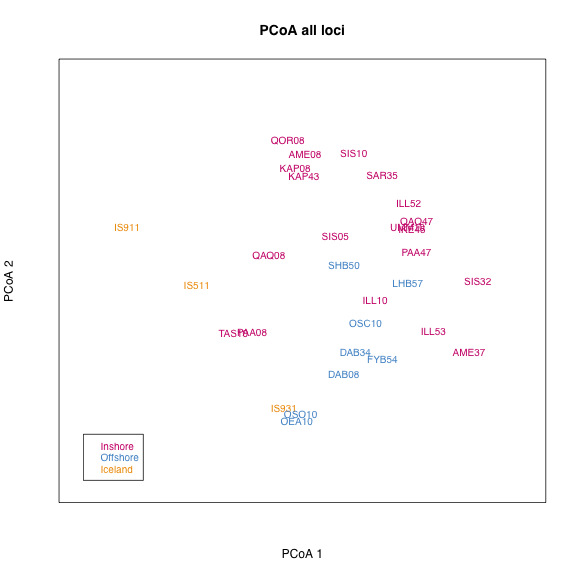 PCoA all loci
QOR08
AME08
SIS10
KAP08
KAP43
SAR35
ILL52
QAQ47
IS911
SIS05
PAA47
QAQ08
SHB50
SIS32
LHB57
IS511
ILL10
OSC10
ILL53
PAA08
DAB34
AME37
FYB54
DAB08
IS931
OSO10
OEA10
Inshore
Offshore
Iceland
PCoA 2
PCoA 1